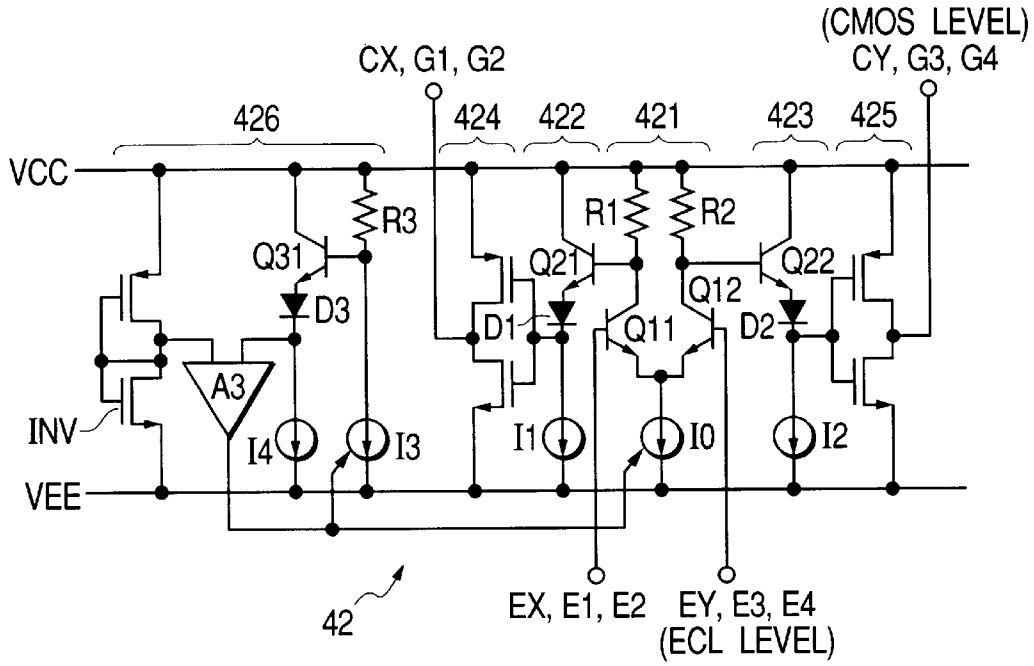 (CMOS LEVEL)
CX, G1, G2
CY, G3, G4
426
424
422
421
423
425
VCC
R3
R1
R2
Q31
Q21
Q22
D3
Q12
D1
Q11
D2
A3
INV
I4
I3
I1
I0
I2
VEE
42
EX, E1, E2
EY, E3, E4
(ECL LEVEL)